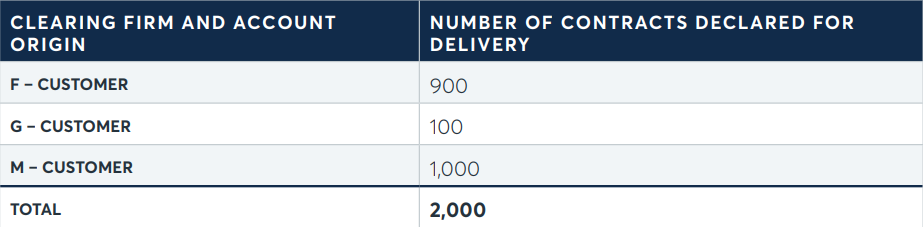 CLEARING FIRM AND ACCOUNT
ORIGIN
NUMBER OF CONTRACTS DECLARED FOR
DELIVERY
F – CUSTOMER
900
G – CUSTOMER
100
M – CUSTOMER
1,000
TOTAL
2,000